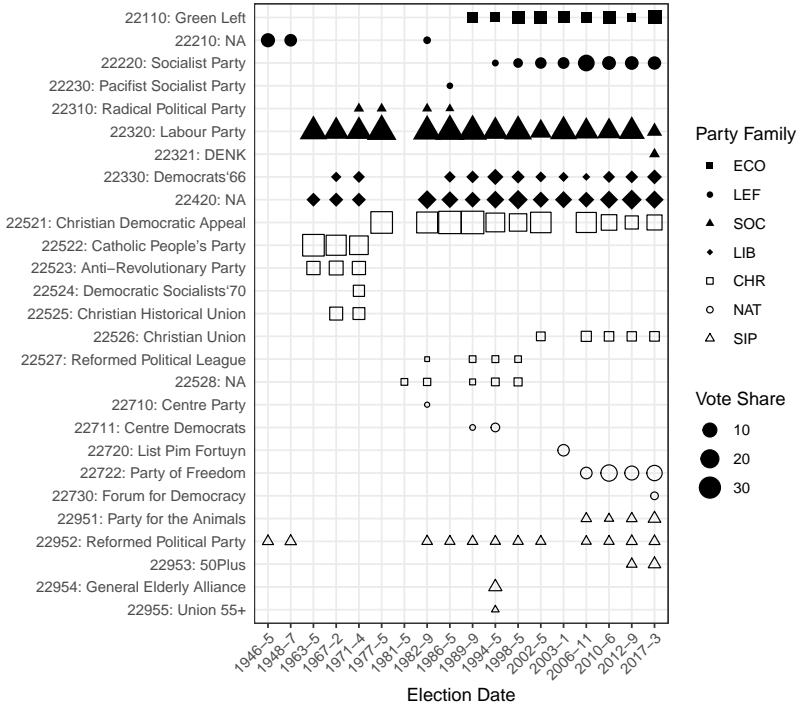 22110: Green Left
22210: NA
22220: Socialist Party
22230: Pacifist Socialist Party
22310: Radical Political Party
22320: Labour Party
22321: DENK
22330: Democrats‘66
22420: NA
22521: Christian Democratic Appeal
22522: Catholic People’s Party
22523: Anti−Revolutionary Party
22524: Democratic Socialists‘70
22525: Christian Historical Union
22526: Christian Union
22527: Reformed Political League
22528: NA
22710: Centre Party
22711: Centre Democrats
22720: List Pim Fortuyn
22722: Party of Freedom
22730: Forum for Democracy
22951: Party for the Animals
22952: Reformed Political Party
22953: 50Plus
22954: General Elderly Alliance
22955: Union 55+
1946−5
1948−7
1963−5
1967−2
1971−4
1977−5
1981−5
1982−9
1986−5
1989−9
1994−5
1998−5
2002−5
2003−1
2006−11
2010−6
2012−9
2017−3
Election Date
Party Family
ECO
LEF
SOC
LIB
CHR
NAT
SIP
Vote Share
10
20
30